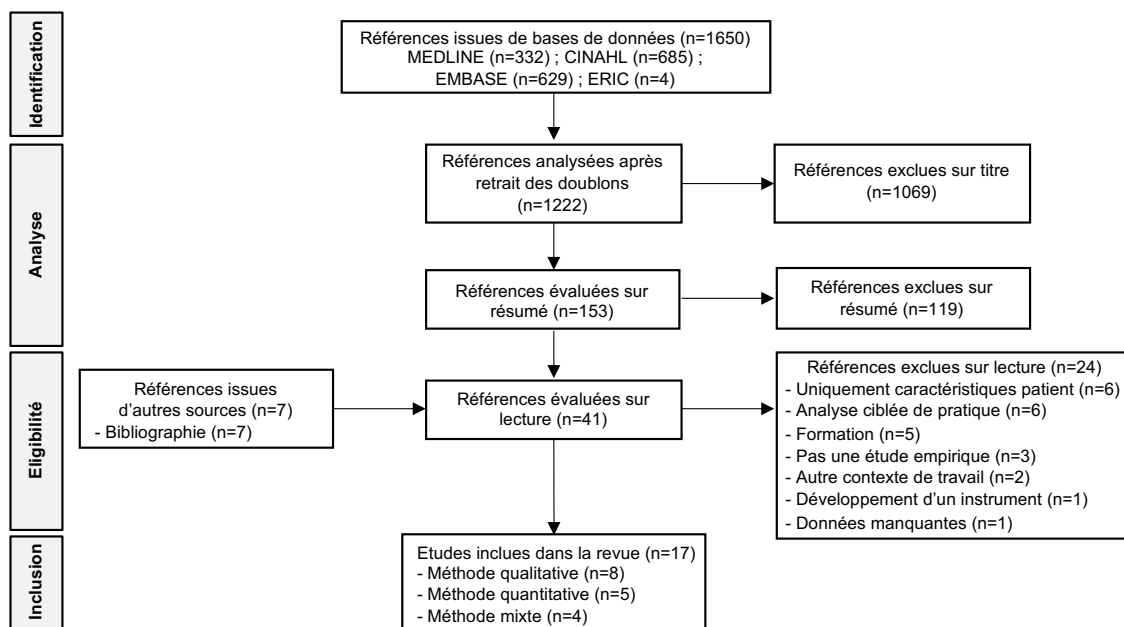 Identification
Références issues de bases de données (n=1650)
MEDLINE (n=332) ; CINAHL (n=685) ;
EMBASE (n=629) ; ERIC (n=4)
Analyse
Références analysées après
retrait des doublons
(n=1222)
Références exclues sur titre
(n=1069)
Références évaluées sur
résumé (n=153)
Références exclues sur
résumé (n=119)
Eligibilité
Références issues
d'autres sources (n=7)
- Bibliographie (n=7)
Références évaluées sur
lecture (n=41)
Références exclues sur lecture (n=24)
- Uniquement caractéristiques patient (n=6)
- Analyse ciblée de pratique (n=6)
- Formation (n=5)
- Pas une étude empirique (n=3)
- Autre contexte de travail (n=2)
- Développement d'un instrument (n=1)
- Données manquantes (n=1)
Inclusion
Etudes inclues dans la revue (n=17)
- Méthode qualitative (n=8)
- Méthode quantitative (n=5)
- Méthode mixte (n=4)